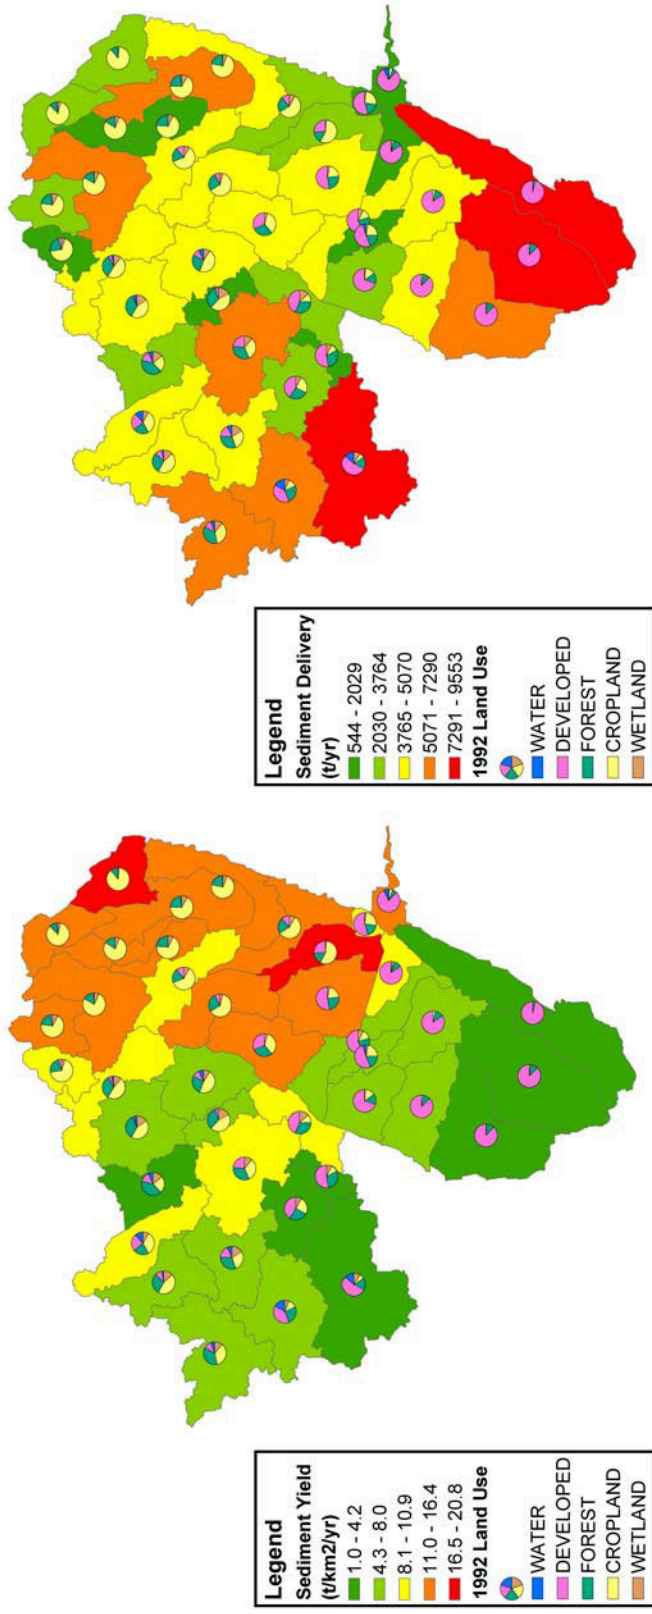 Legend
Sediment Yield
(t/km2/yr)
1.0 - 4.2
4.3 - 8.0
8.1 - 10.9
11.0 - 16.4
16.5 - 20.8
1992 Land Use
WATER
DEVELOPED
FOREST
CROPLAND
WETLAND
Legend
Sediment Delivery
(t/yr)
544 - 2029
2030 - 3764
3765 - 5070
5071 - 7290
7291 - 9553
1992 Land Use
WATER
DEVELOPED
FOREST
CROPLAND
WETLAND